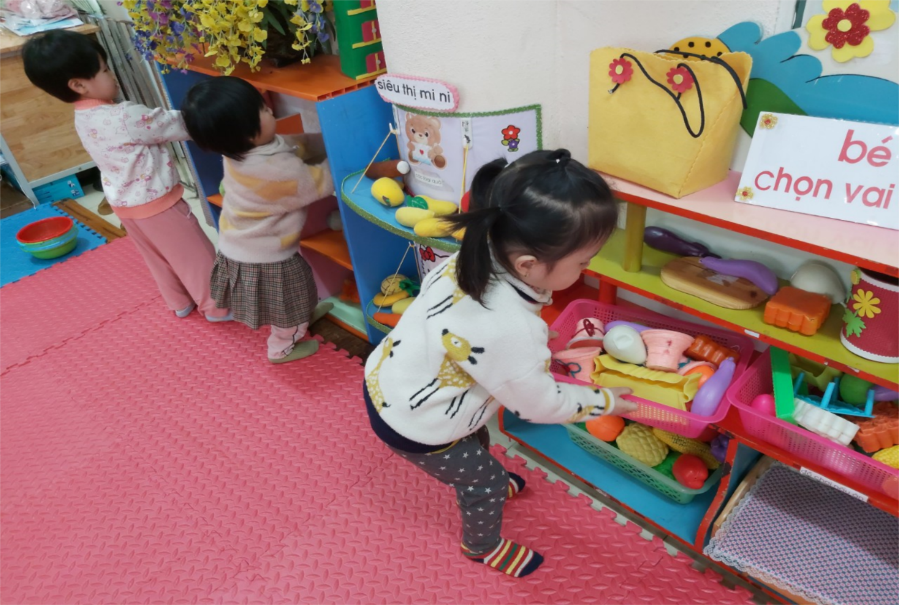 siêu thị mi ni
bé
chọn vai